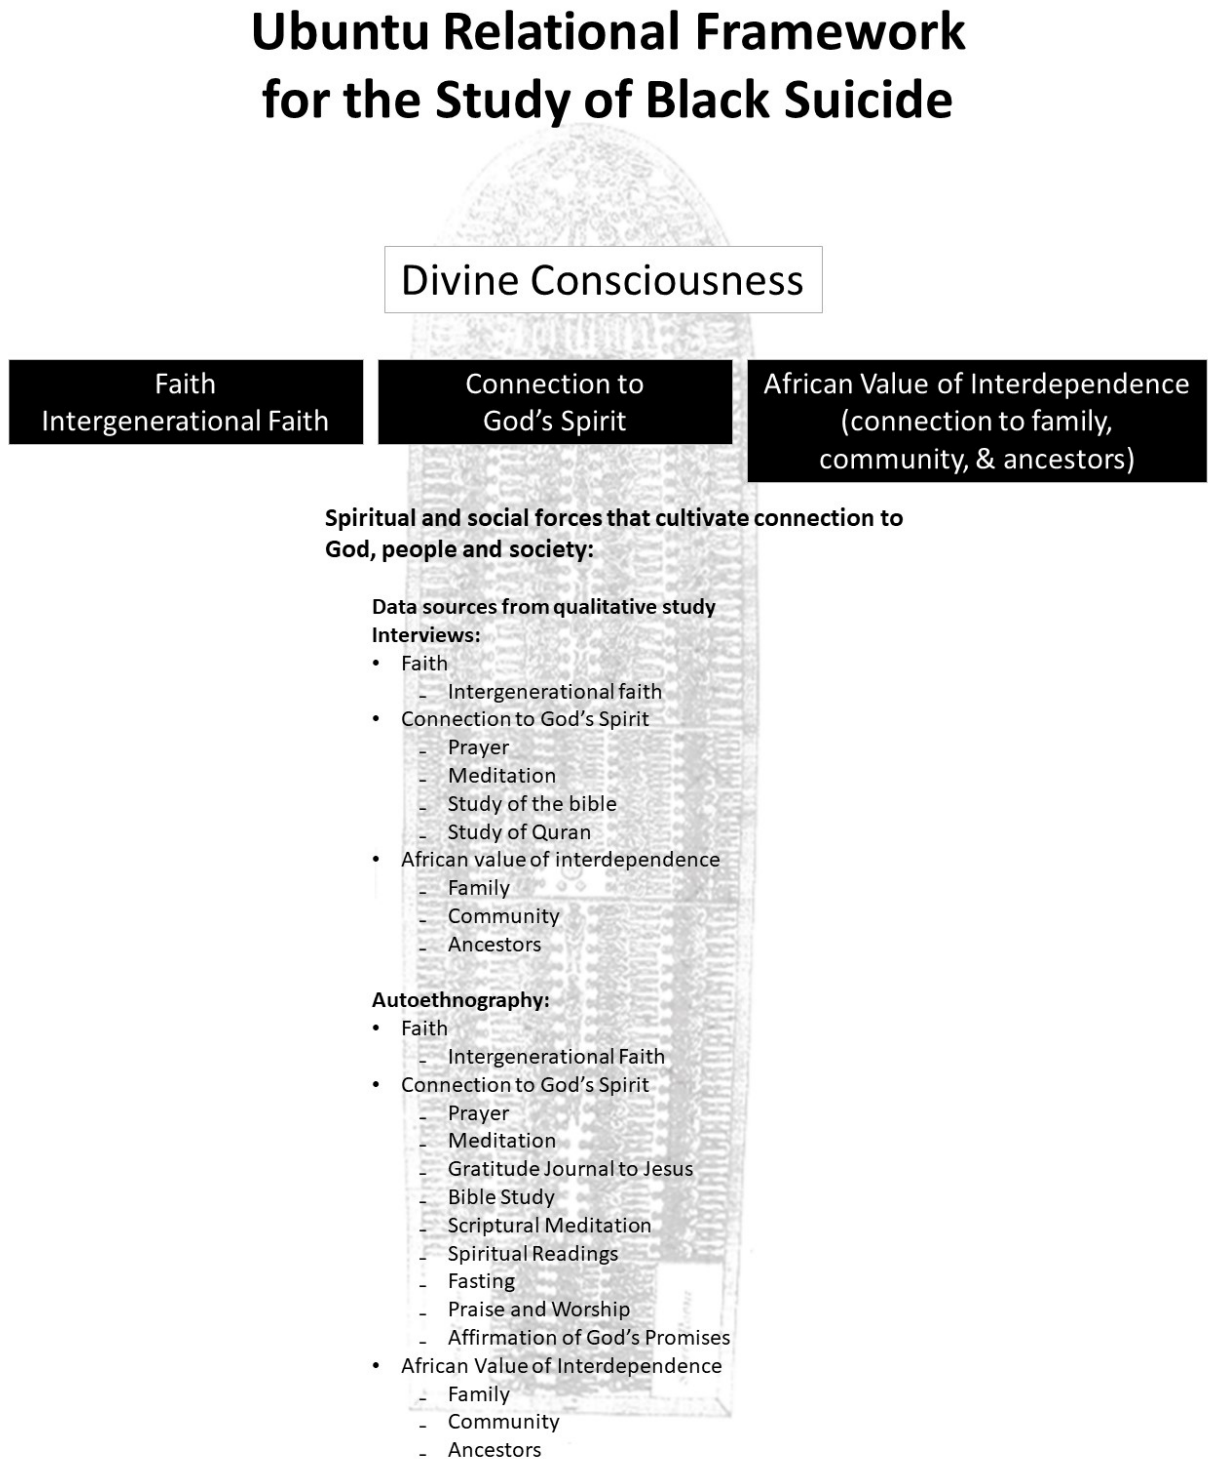 Ubuntu Relational Framework
for the Study of Black Suicide
Divine Consciousness
Faith
Intergenerational Faith
Connection to
God's Spirit
African Value of Interdependence
(connection to family,
community, & ancestors)
Spiritual and social forces that cultivate connection to
God, people and society:
Data sources from qualitative study
Interviews:
• Faith
– Intergenerational faith
• Connection to God's Spirit
– Prayer
– Meditation
– Study of the bible
– Study of Quran
• African value of interdependence
– Family
– Community
– Ancestors
Autoethnography:
• Faith
– Intergenerational Faith
• Connection to God's Spirit
– Prayer
– Meditation
– Gratitude Journal to Jesus
– Bible Study
– Scriptural Meditation
– Spiritual Readings
– Fasting
– Praise and Worship
– Affirmation of God's Promises
• African Value of Interdependence
– Family
– Community
– Ancestors